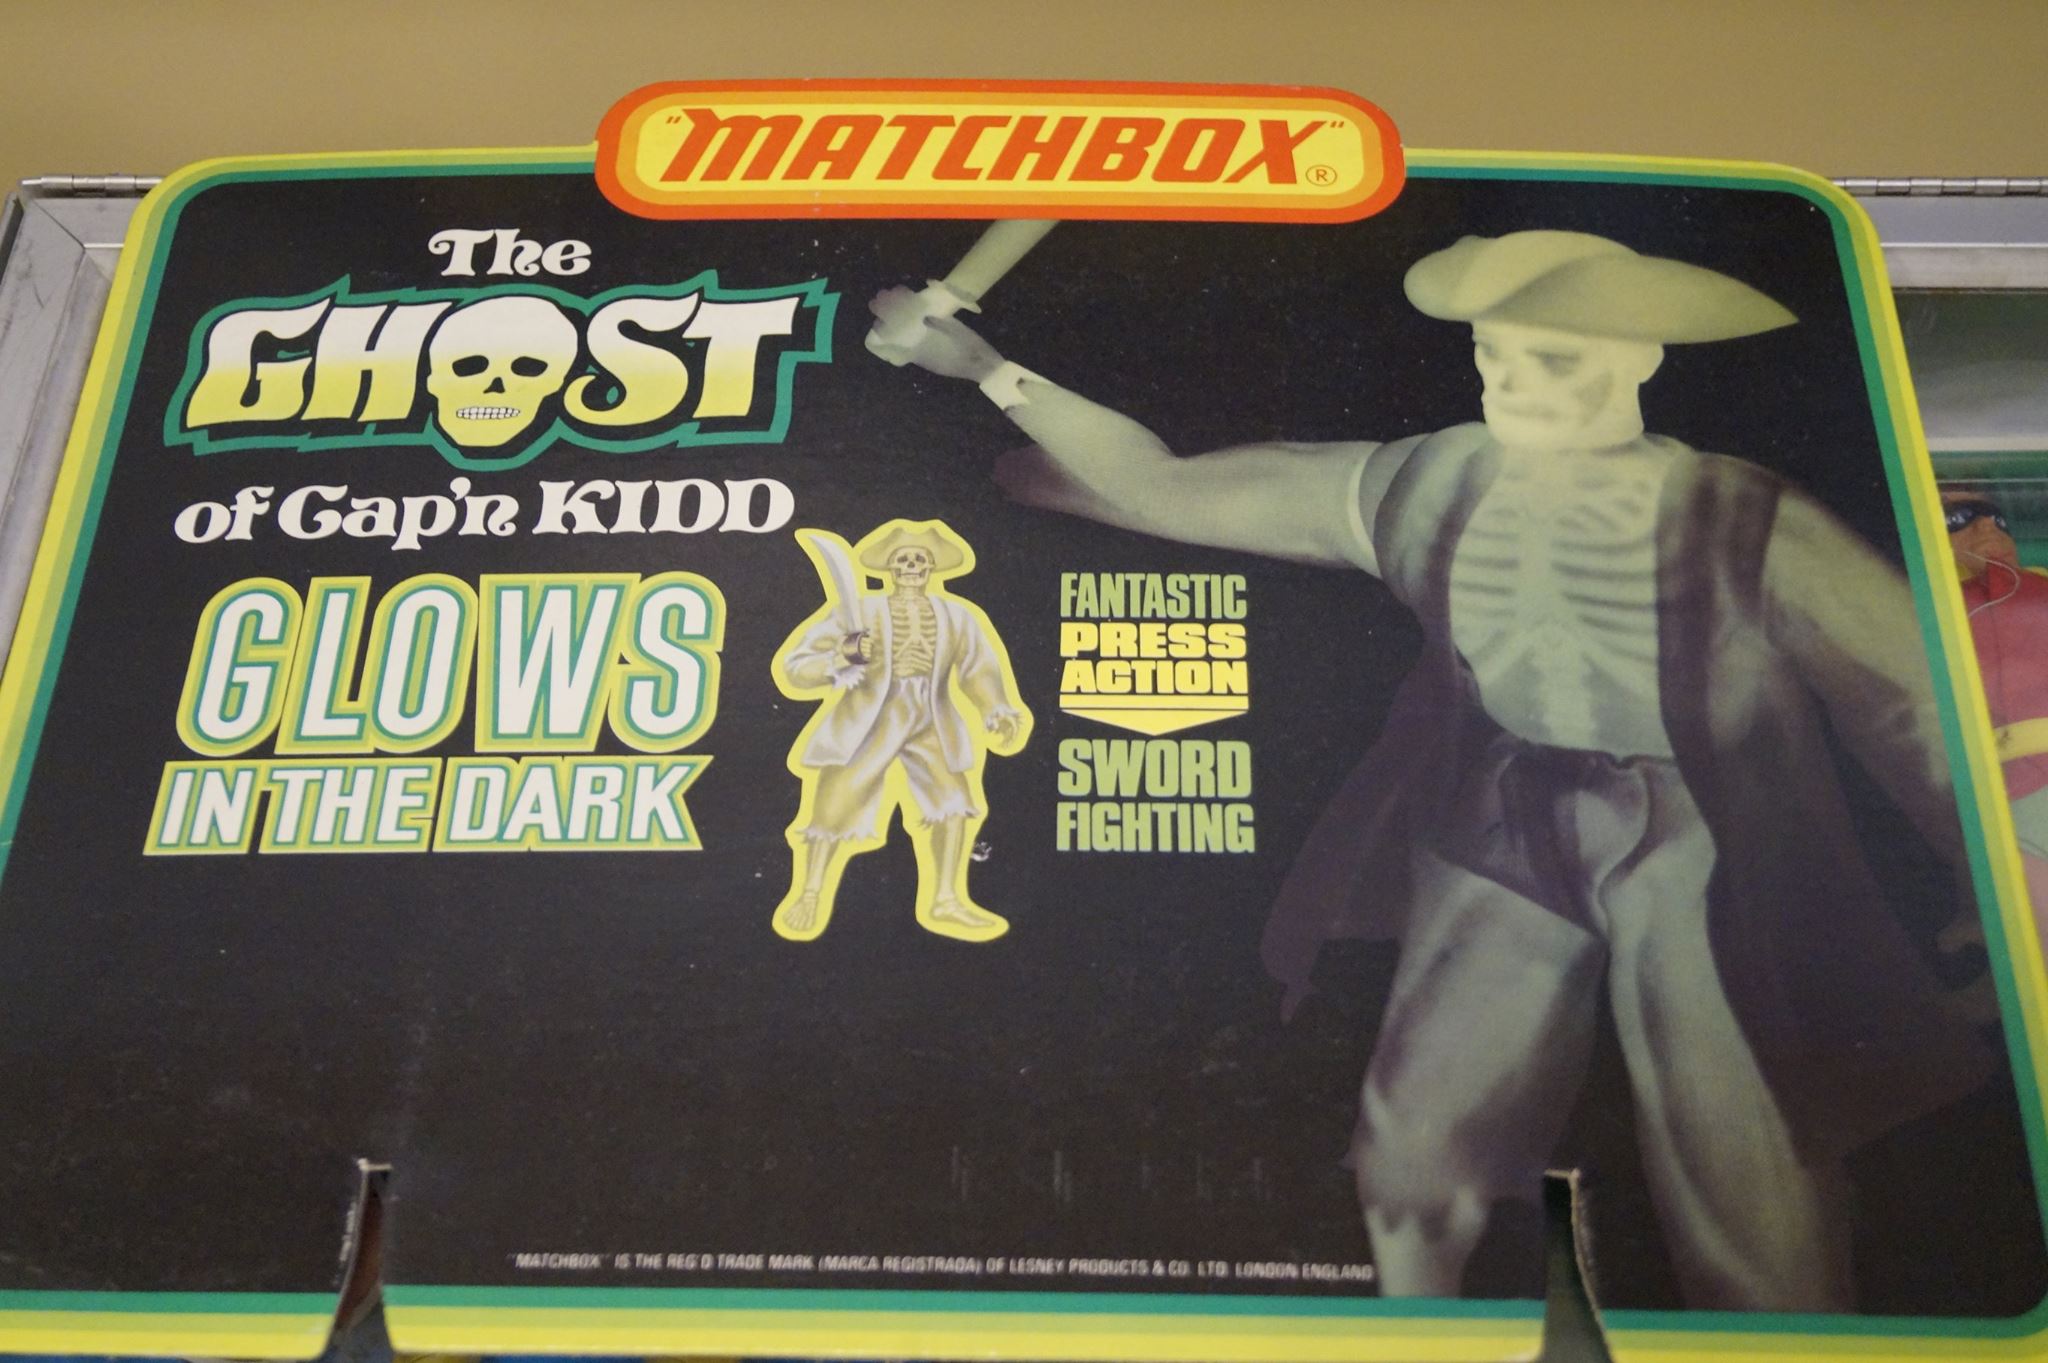 "MATCHBOX"®
The
GHOST
of Cap'n KIDD
GLOWS
IN THE DARK
FANTASTIC
PRESS
ACTION
SWORD
FIGHTING
"MATCHBOX" IS THE REG'D TRADE MARK (MARCA REGISTRADA) OF LESNEY PRODUCTS & CO. LTD. LONDON ENGLAND